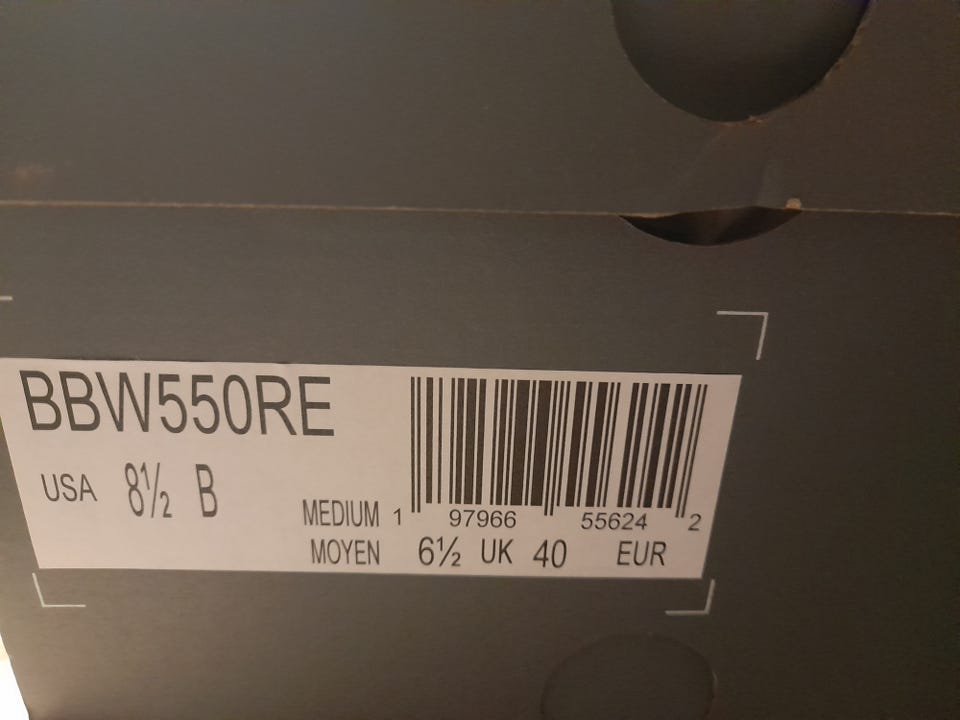 BBW550RE
USA 8½ B
MEDIUM 1 97966 55624 2
MOYEN 6½ UK 40 EUR